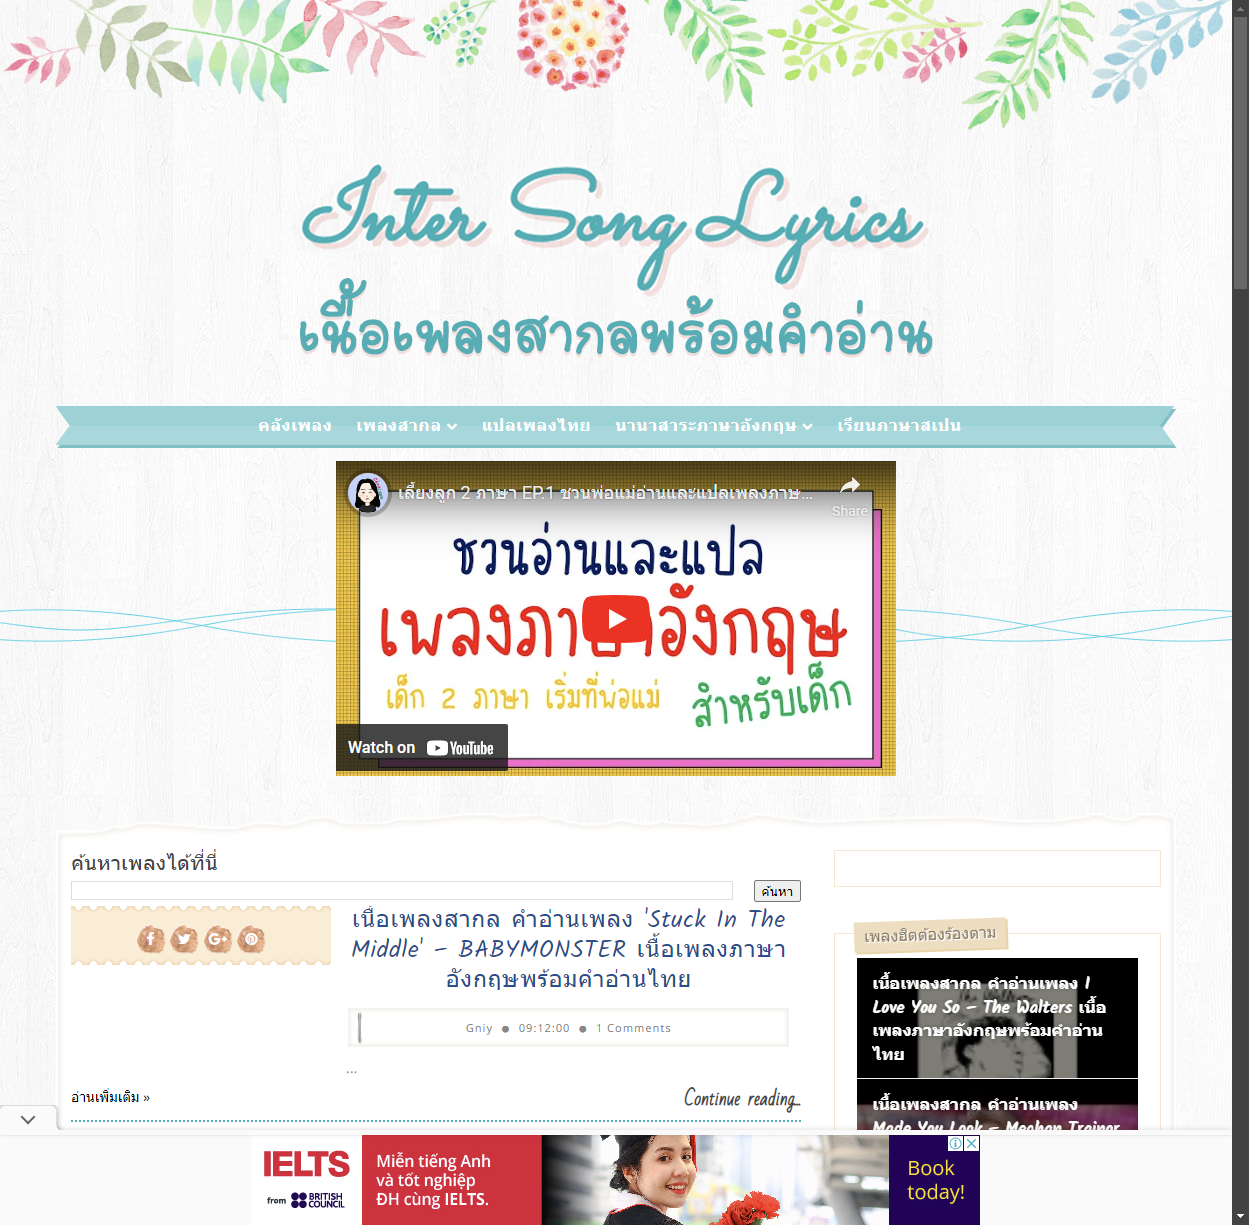 Inter Song Lyrics
เนื้อเพลงสากลพร้อมคำอ่าน
คลังเพลง เพลงสากล แปลเพลงไทย นานาสาระภาษาอังกฤษ เรียนภาษาสเปน
เลี้ยงลูก 2 ภาษา EP.1 ชวนพ่อแม่อ่านและแปลเพลงภาษ...
Share
ชวนอ่านและแปล
เพลงภาษาอังกฤษ
เด็ก 2 ภาษา เริ่มที่พ่อแม่
สำหรับเด็ก
Watch on YouTube
ค้นหาเพลงได้ที่นี่
ค้นหา
เนื้อเพลงสากล คำอ่านเพลง 'Stuck In The
Middle' – BABYMONSTER เนื้อเพลงภาษา
อังกฤษพร้อมคำอ่านไทย
Gniy ● 09:12:00 ● 1 Comments
...
อ่านเพิ่มเติม »
Continue reading...
เพลงฮิตต้องร้องตาม
เนื้อเพลงสากล คำอ่านเพลง I
Love You So – The Walters เนื้อ
เพลงภาษาอังกฤษพร้อมคำอ่าน
ไทย
เนื้อเพลงสากล คำอ่านเพลง
Made You Look – Meghan Trainor
IELTS
from BRITISH COUNCIL
Miễn tiếng Anh
và tốt nghiệp
ĐH cùng IELTS.
Book
today!